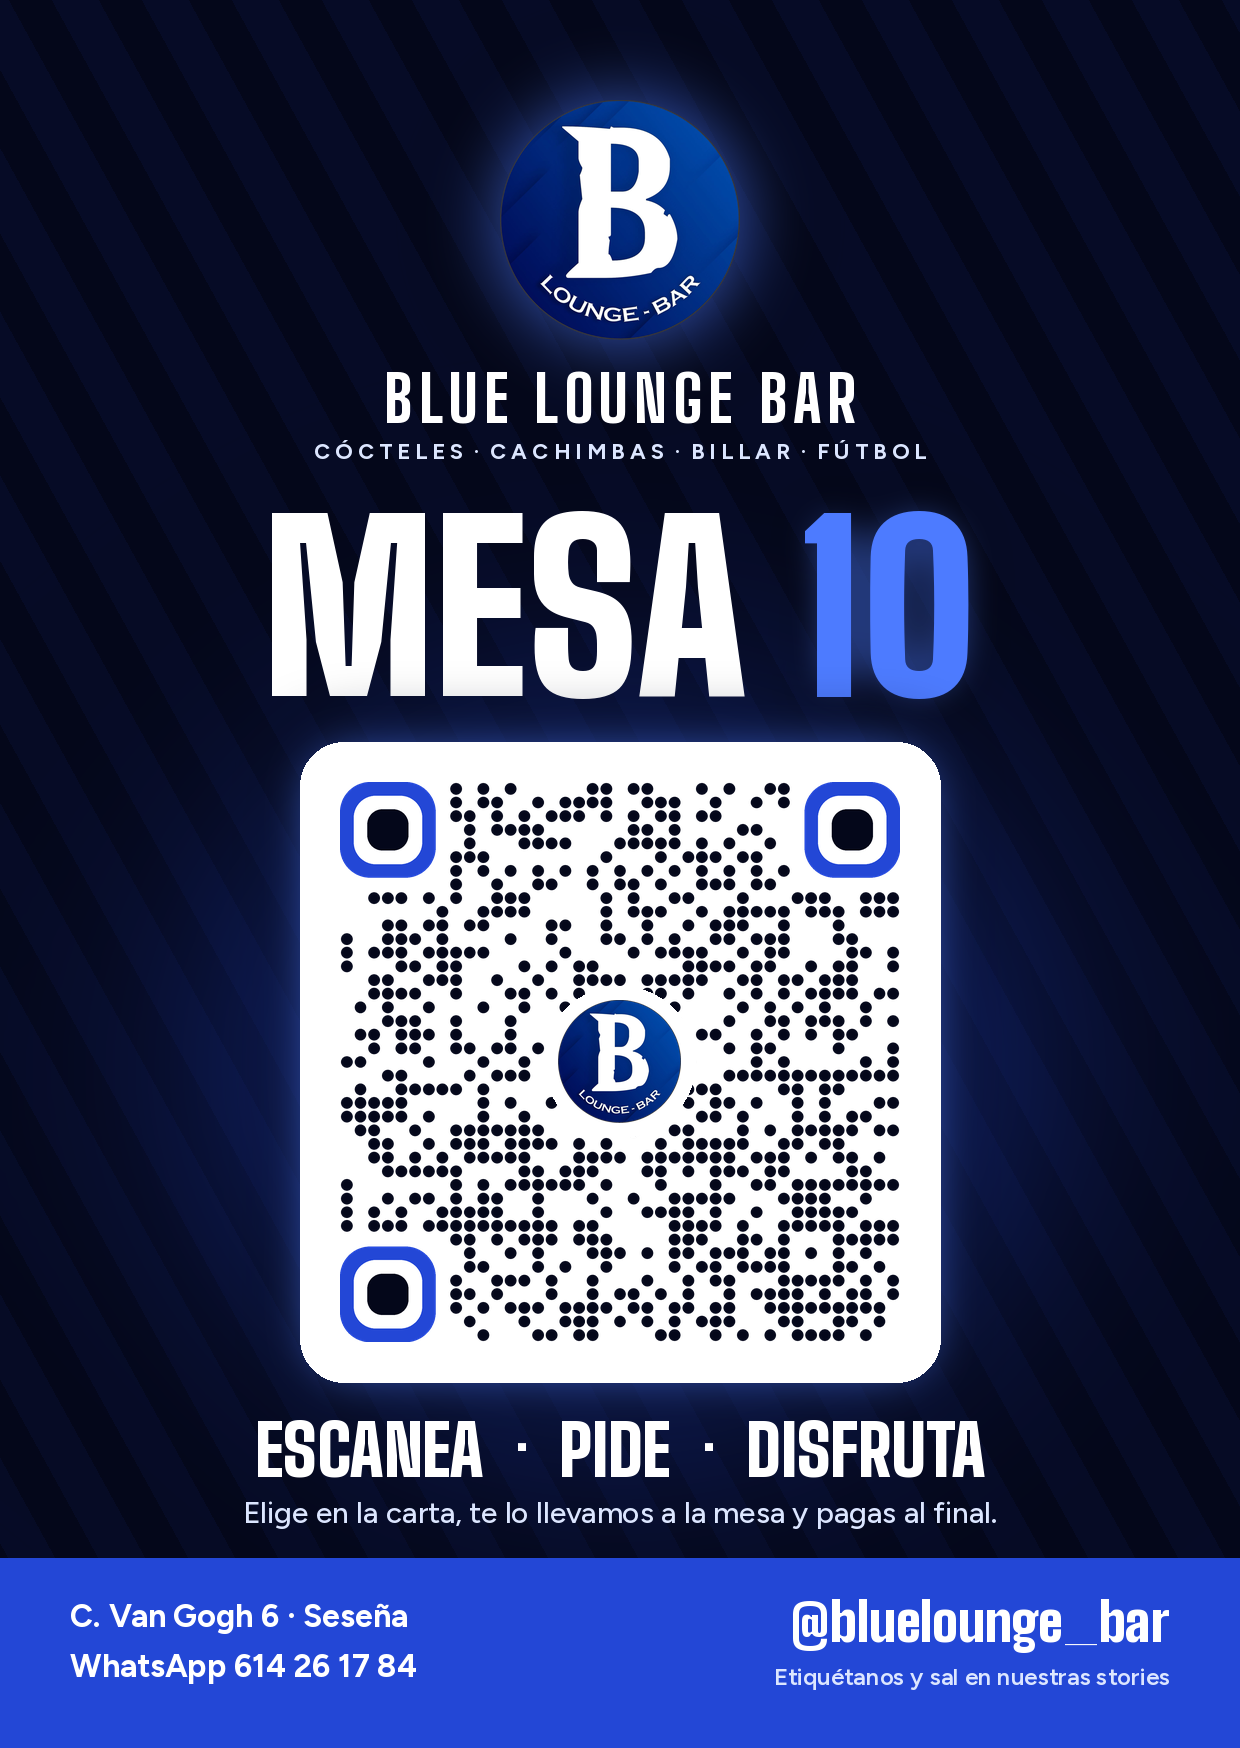 B
LOUNGE - BAR
BLUE LOUNGE BAR
CÓCTELES · CACHIMBAS · BILLAR · FÚTBOL
MESA 10
B
LOUNGE - BAR
ESCANEA · PIDE · DISFRUTA
Elige en la carta, te lo llevamos a la mesa y pagas al final.
C. Van Gogh 6 · Seseña
WhatsApp 614 26 17 84
@bluelounge_bar
Etiquétanos y sal en nuestras stories